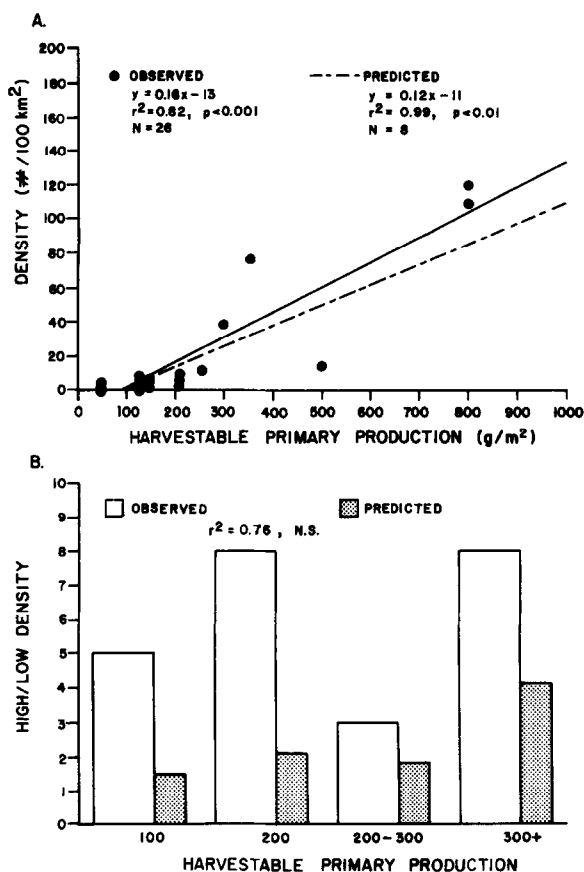 A.
200
180
160
140
120
100
80
60
40
20
0
DENSITY (#/100 km²)
● OBSERVED
y = 0.16x-13
r²=0.62, p<0.001
N = 26
PREDICTED
y = 0.12x-11
r²= 0.99, p<0.01
N = 8
0 100 200 300 400 500 600 700 800 900 1000
HARVESTABLE PRIMARY PRODUCTION (g/m²)
B.
10
9
8
7
6
5
4
3
2
1
0
HIGH/LOW DENSITY
OBSERVED
PREDICTED
r² = 0.76, N.S.
100 200 200-300 300+
HARVESTABLE PRIMARY PRODUCTION